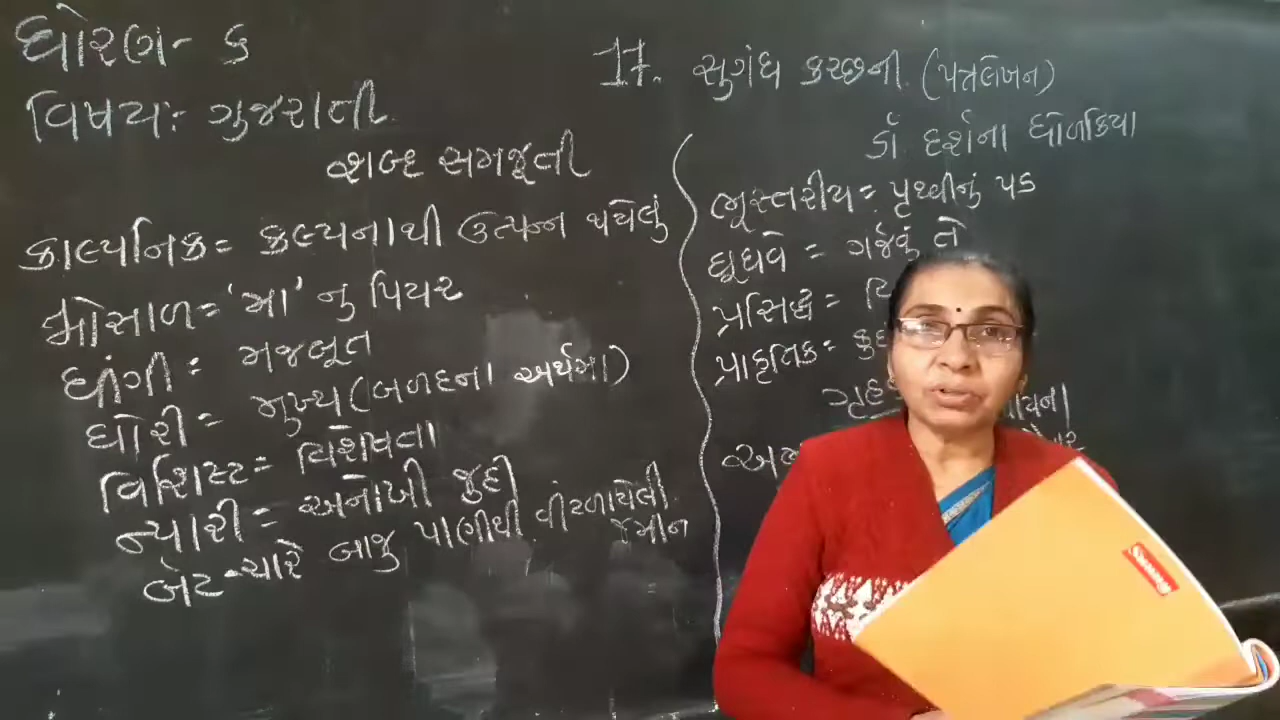 ધોરણ- ૬
વિષય: ગુજરાતી
17. સુગંધ કચ્છની. (પત્રલેખન)
ડૉ દર્શના ધોળકિયા
શબ્દ સમજૂતી
કાલ્પનિક = કલ્પનાથી ઉત્પન્ન થયેલું
મોસાળ = 'મા' નુ પિયર
ધીંગી = મજબૂત
ધોરી = મુખ્ય (બળદના અર્થમા)
વિશિષ્ટ = વિશેષતા
ન્યારી = અનોખી જુદી
બેટ - ચારે બાજુ પાણીથી વીંટળાયેલી
જમીન
ભૂસ્તરીય = પૃથ્વીનું પડ
ઘૂઘવે = ગર્જવું તે
પ્રસિદ્ધ =
પ્રાકૃતિક =